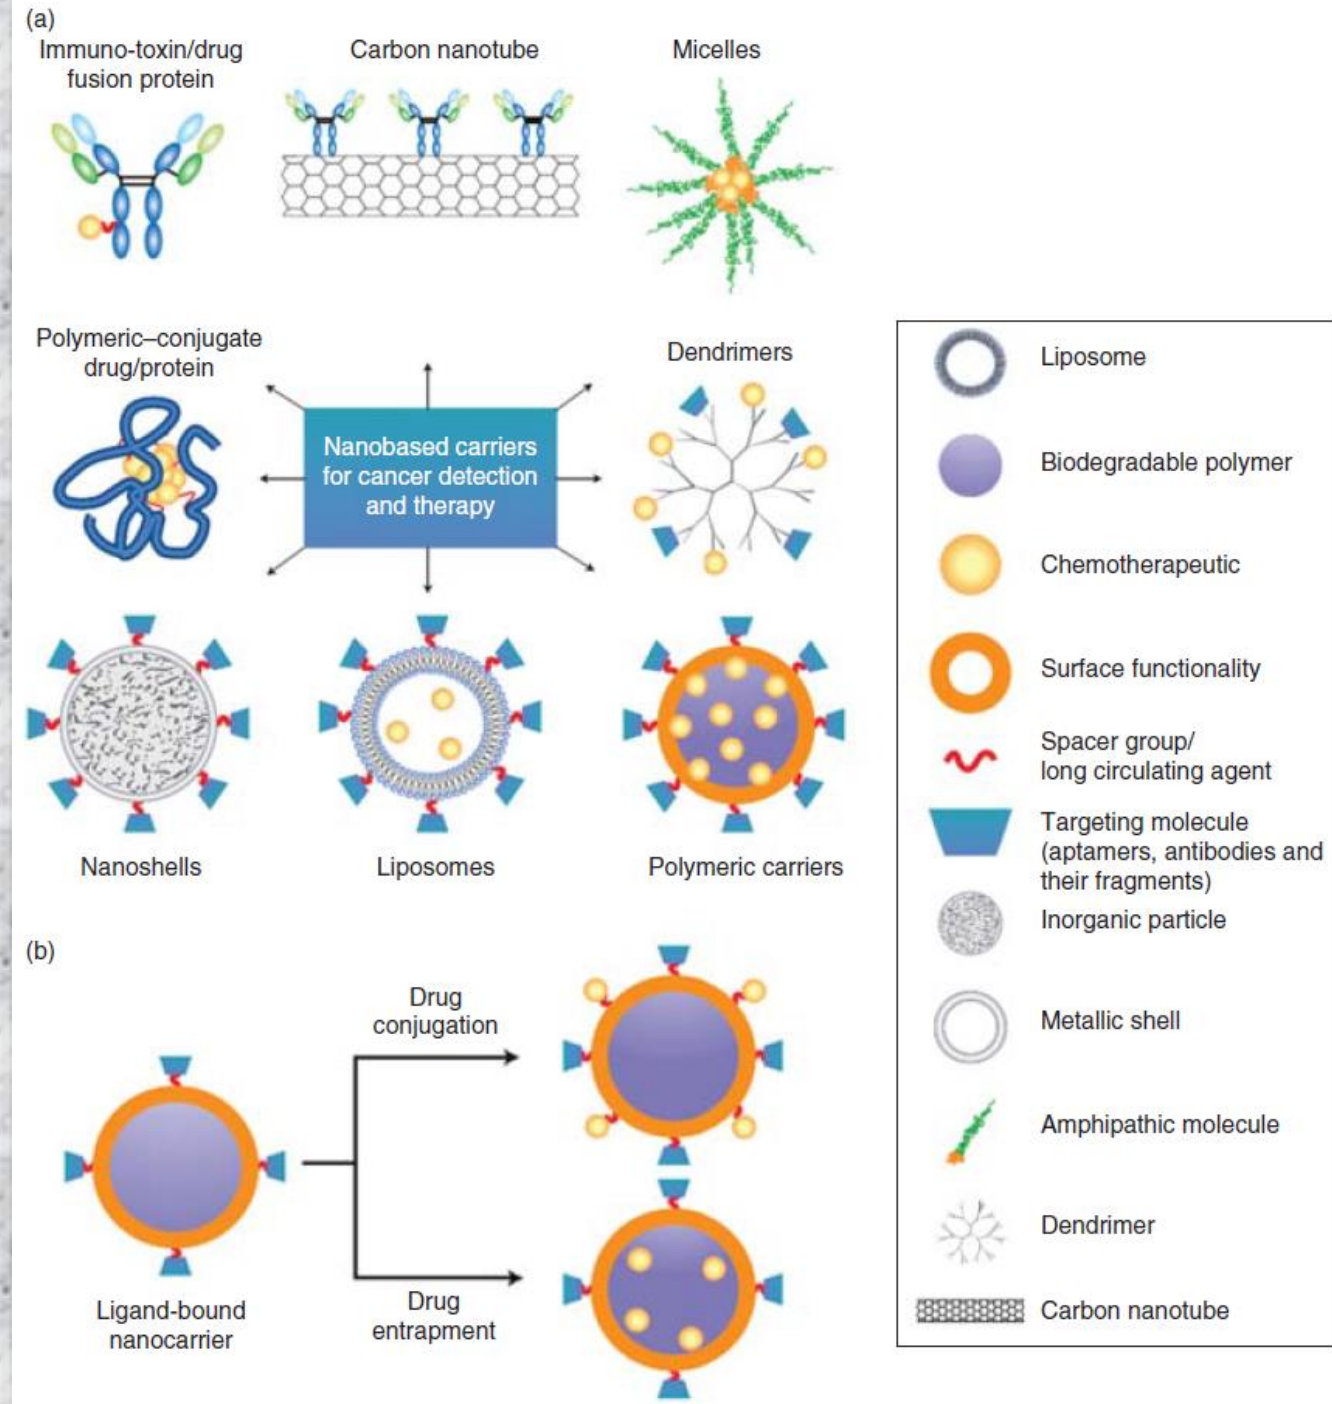 (a)
Immuno-toxin/drug
fusion protein
Carbon nanotube
Micelles
Polymeric–conjugate
drug/protein
Nanobased carriers
for cancer detection
and therapy
Dendrimers
Nanoshells
Liposomes
Polymeric carriers
(b)
Drug
conjugation
Ligand-bound
nanocarrier
Drug
entrapment
Liposome
Biodegradable polymer
Chemotherapeutic
Surface functionality
Spacer group/
long circulating agent
Targeting molecule
(aptamers, antibodies and
their fragments)
Inorganic particle
Metallic shell
Amphipathic molecule
Dendrimer
Carbon nanotube